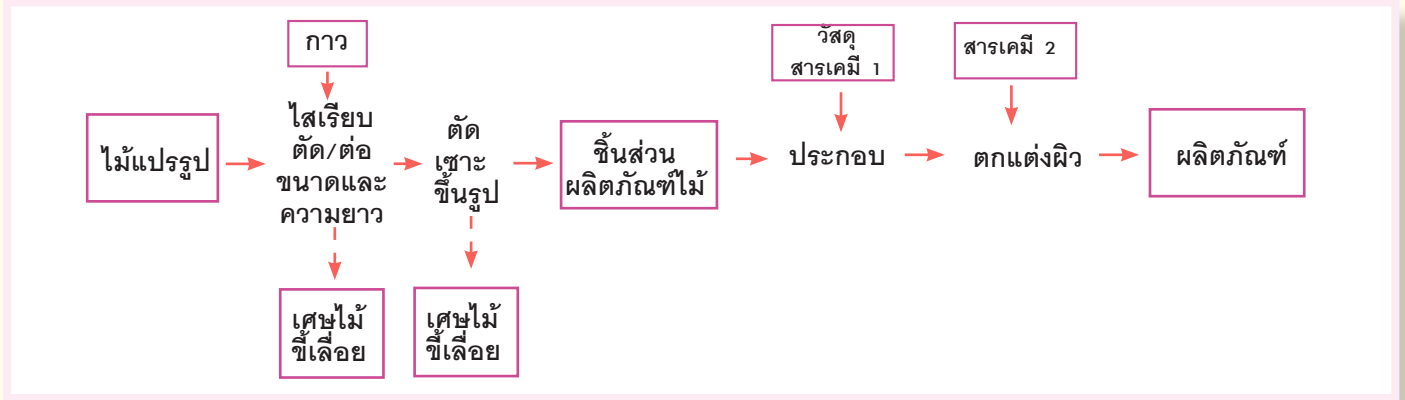 กาว
วัสดุ
สารเคมี 1
สารเคมี 2
ไม้แปรรูป
ไสเรียบ
ตัด/ต่อ
ขนาดและ
ความยาว
ตัด
เซาะ
ขึ้นรูป
ชิ้นส่วน
ผลิตภัณฑ์ไม้
ประกอบ
ตกแต่งผิว
ผลิตภัณฑ์
เศษไม้
ขี้เลื่อย
เศษไม้
ขี้เลื่อย